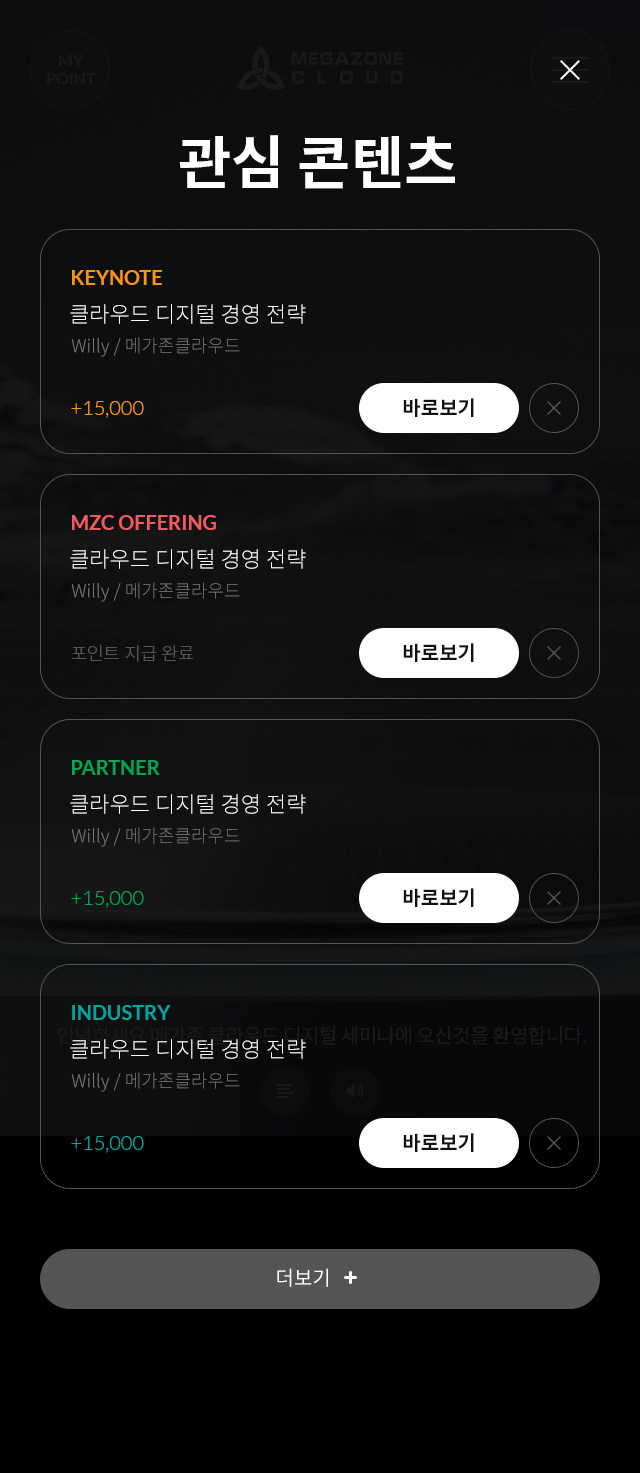 MY
POINT
MEGAZONE
CLOUD
관심 콘텐츠
KEYNOTE
클라우드 디지털 경영 전략
Willy / 메가존클라우드
+15,000
바로보기
MZC OFFERING
클라우드 디지털 경영 전략
Willy / 메가존클라우드
포인트 지급 완료
바로보기
PARTNER
클라우드 디지털 경영 전략
Willy / 메가존클라우드
+15,000
바로보기
INDUSTRY
안녕하세요 메가존 클라우드 디지털 세미나에 오신것을 환영합니다.
클라우드 디지털 경영 전략
Willy / 메가존클라우드
+15,000
바로보기
더보기